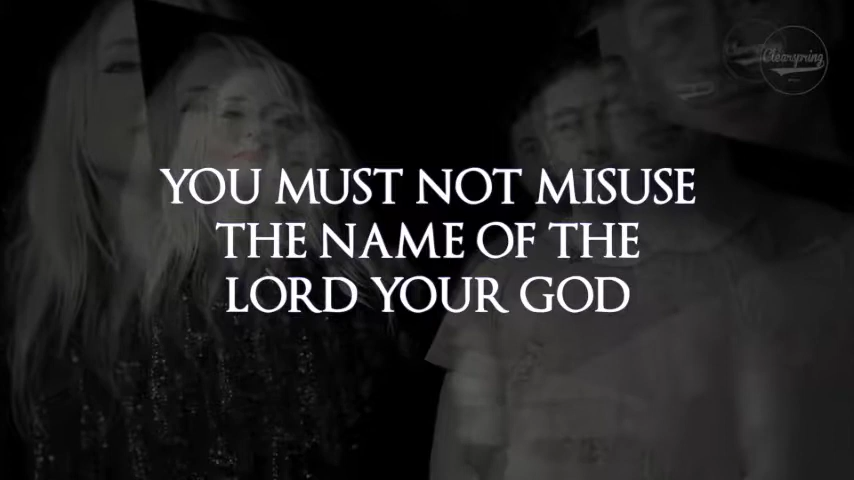 Clearspring
YOU MUST NOT MISUSE
THE NAME OF THE
LORD YOUR GOD